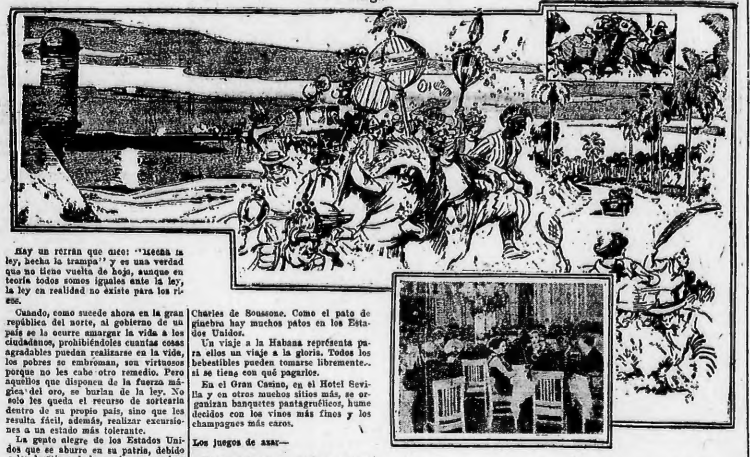 Hay un refrán que dice: "Hecha la
ley, hecha la trampa" y es una verdad
que no tiene vuelta de hoja, aunque en
teoría todos somos iguales ante la ley,
la ley en realidad no existe para los ri-
cos.
Cuando, como sucede ahora en la gran
república del norte, al gobierno de un
país se la ocurre amargar la vida a los
ciudadanos, prohibiéndoles cuantas cosas
agradables pueden realizarse en la vida,
los pobres so embroman, son virtuosos
porque no les cabe otro remedio. Pero
aquellos que disponen de la fuerza má-
gica del oro, se burlan de la ley. No
sólo les queda el recurso de sortearla
dentro de su propio país, sino que les
resulta fácil, además, realizar excursio-
nes a un estado más tolerante.
La gente alegre de los Estados Uni-
dos que se aburre en su patria, debido
Charles de Soussone. Como el pato de
ginebra hay muchos patos en los Esta-
dos Unidos.
Un viaje a la Habana representa pa-
ra ellos un viaje a la gloria. Todos los
bebestibles pueden tomarse libremente..
si se tiene con qué pagarlos.
En el Gran Casino, en el Hotel Sevi-
lla y en otros muchos sitios más, se or-
ganizan banquetes pantagruélicos, hume
decidos con los vinos más finos y los
champagnes más caros.
Los juegos de azar—